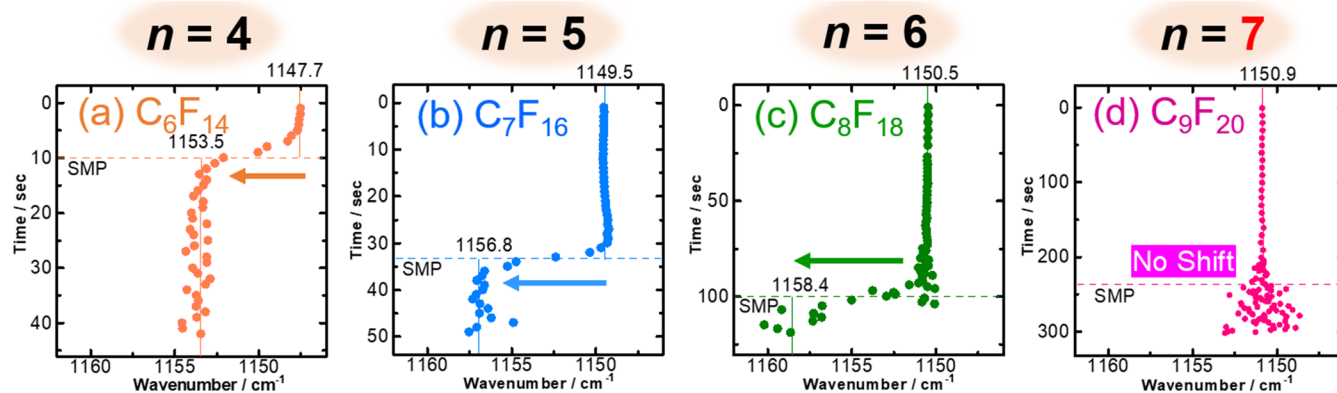 n = 4
1147.7
(a) C6F14
1153.5
SMP
0
10
20
30
40
Time / sec
1160
1155
1150
Wavenumber / cm-1
n = 5
1149.5
(b) C7F16
1156.8
SMP
0
10
20
30
40
50
Time / sec
1160
1155
1150
Wavenumber / cm-1
n = 6
1150.5
(c) C8F18
1158.4
SMP
0
50
100
Time / sec
1160
1155
1150
Wavenumber / cm-1
n = 7
1150.9
(d) C9F20
No Shift
SMP
0
100
200
300
Time / sec
1160
1155
1150
Wavenumber / cm-1